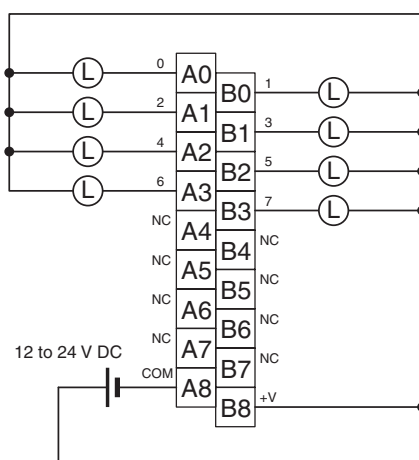 0 L A0
1 B0 L
2 L A1
3 B1 L
4 L A2
5 B2 L
6 L A3
7 B3 L
NC A4
NC B4
NC A5
NC B5
NC A6
NC B6
NC A7
NC B7
12 to 24 V DC
COM A8
+V B8